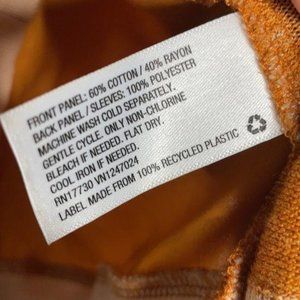 FRONT PANEL: 60% COTTON / 40% RAYON
BACK PANEL / SLEEVES: 100% POLYESTER
MACHINE WASH COLD SEPARATELY.
GENTLE CYCLE. ONLY NON-CHLORINE
BLEACH IF NEEDED. FLAT DRY.
COOL IRON IF NEEDED.
RN17730 VN1247024
LABEL MADE FROM 100% RECYCLED PLASTIC